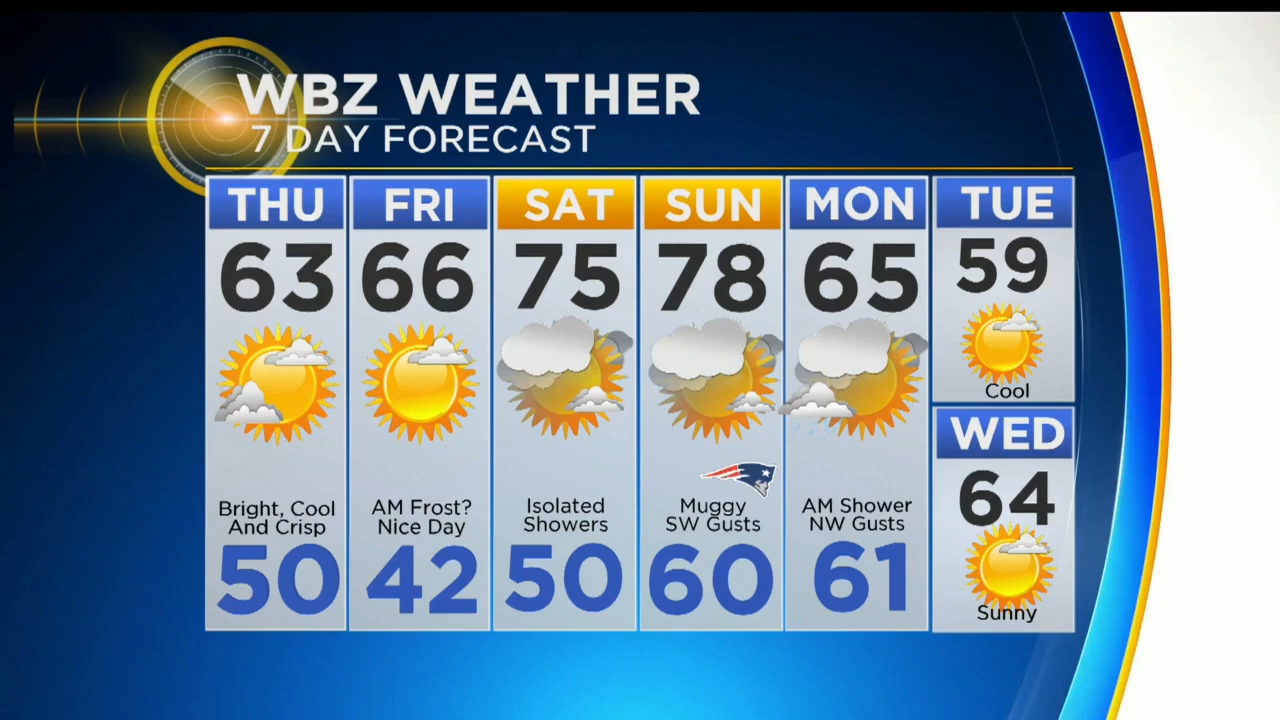 WBZ WEATHER
7 DAY FORECAST
THU
63
Bright, Cool
And Crisp
50
FRI
66
AM Frost?
Nice Day
42
SAT
75
Isolated
Showers
50
SUN
78
Muggy
SW Gusts
60
MON
65
AM Shower
NW Gusts
61
TUE
59
Cool
WED
64
Sunny